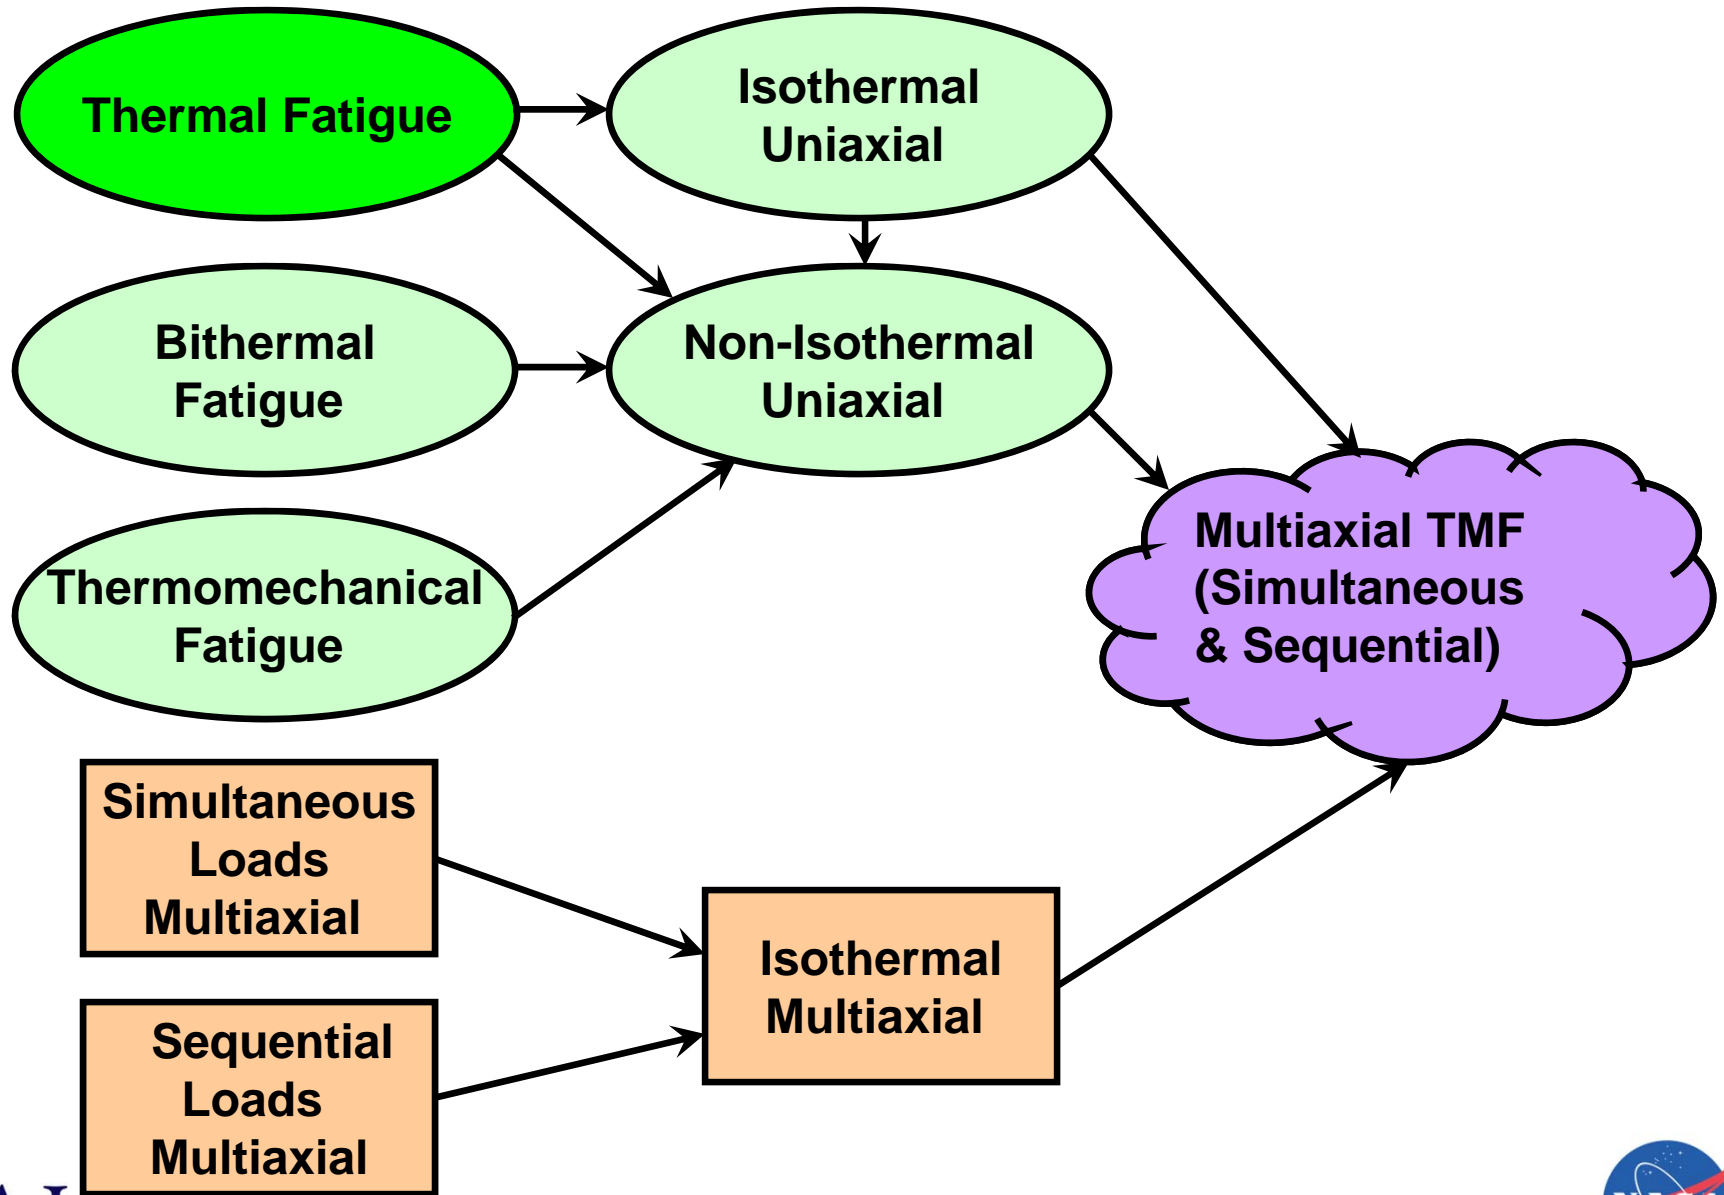 Thermal Fatigue
Isothermal
Uniaxial
Bithermal
Fatigue
Non-Isothermal
Uniaxial
Thermomechanical
Fatigue
Multiaxial TMF
(Simultaneous
& Sequential)
Simultaneous
Loads
Multiaxial
Isothermal
Multiaxial
Sequential
Loads
Multiaxial